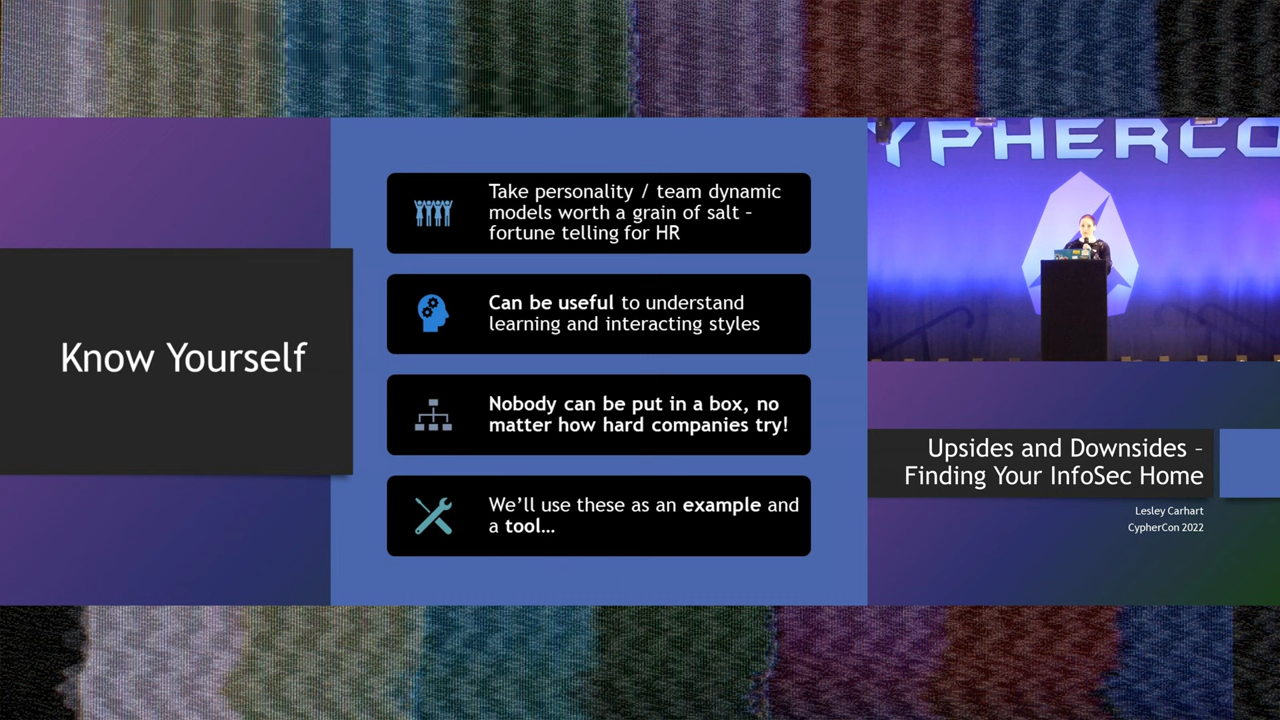 Know Yourself
Take personality / team dynamic
models worth a grain of salt –
fortune telling for HR
Can be useful to understand
learning and interacting styles
Nobody can be put in a box, no
matter how hard companies try!
We’ll use these as an example and
a tool…
YPHERCO
Upsides and Downsides –
Finding Your InfoSec Home
Lesley Carhart
CypherCon 2022